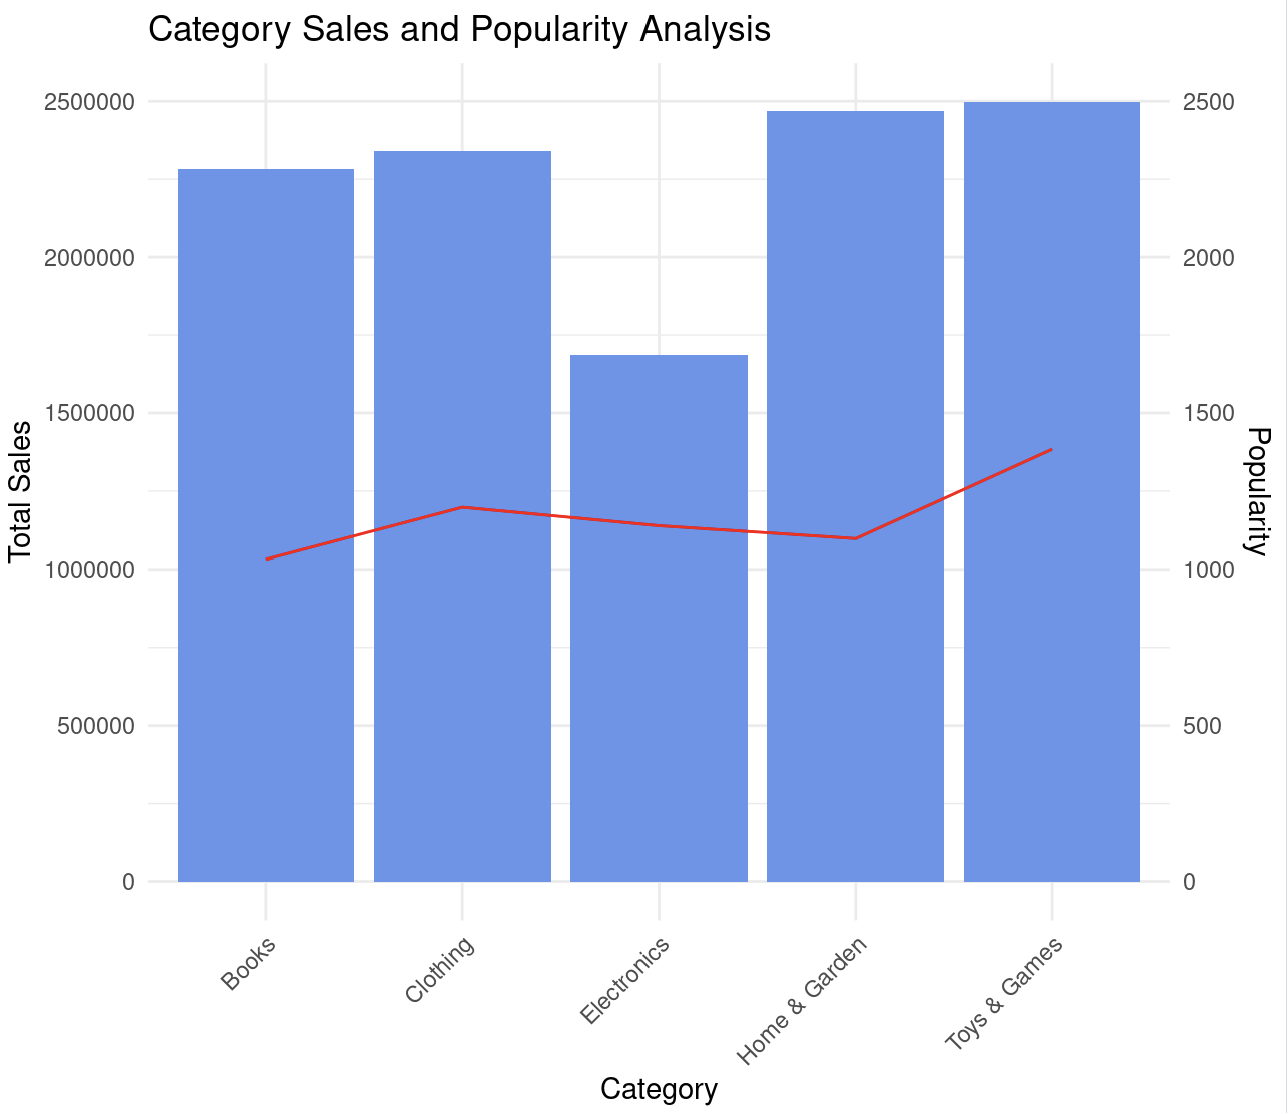 Category Sales and Popularity Analysis
Total Sales
2500000
2000000
1500000
1000000
500000
0
2500
2000
1500
1000
500
0
Popularity
Books
Clothing
Electronics
Home & Garden
Toys & Games
Category